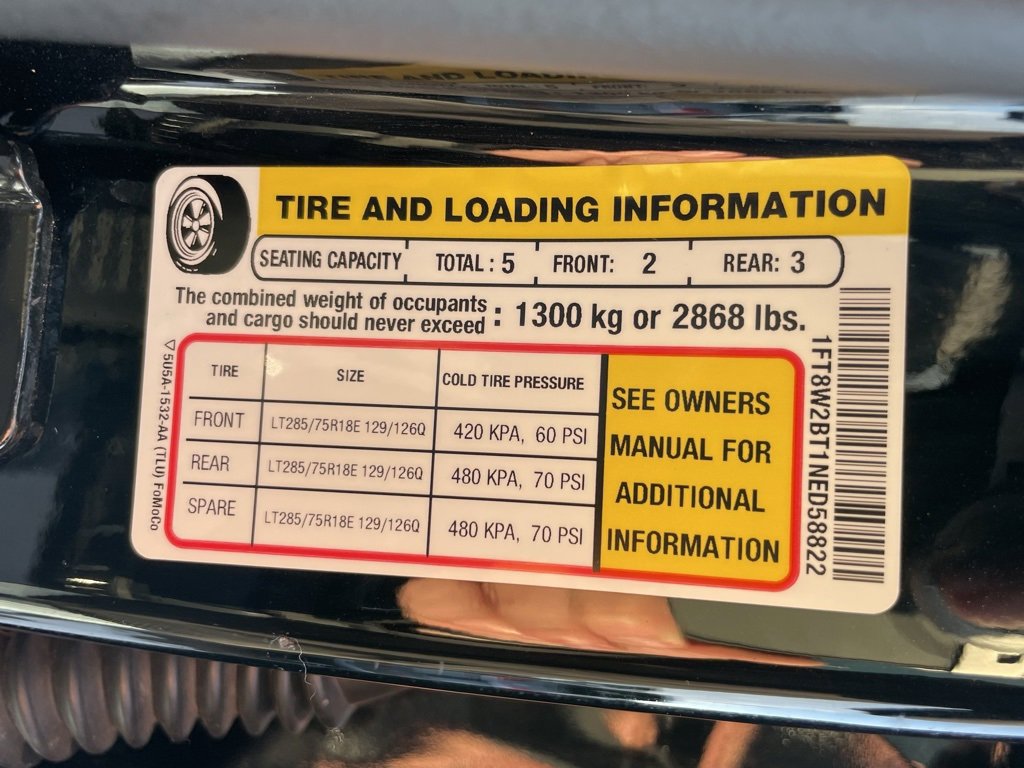 TIRE AND LOADING INFORMATION
SEATING CAPACITY TOTAL : 5 FRONT: 2 REAR: 3
The combined weight of occupants
and cargo should never exceed : 1300 kg or 2868 lbs.
TIRE SIZE COLD TIRE PRESSURE
FRONT LT285/75R18E 129/126Q 420 KPA, 60 PSI
REAR LT285/75R18E 129/126Q 480 KPA, 70 PSI
SPARE LT285/75R18E 129/126Q 480 KPA, 70 PSI
SEE OWNERS
MANUAL FOR
ADDITIONAL
INFORMATION
5U5A-1532-AA (TLU) FoMoCo
1FT8W2BT1NED58822